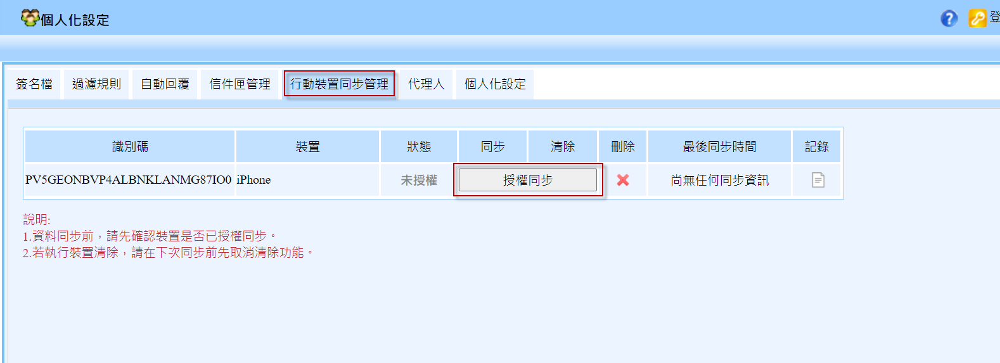 個人化設定
登
簽名檔 過濾規則 自動回覆 信件匣管理 行動裝置同步管理 代理人 個人化設定
識別碼 裝置 狀態 同步 清除 刪除 最後同步時間 記錄
PV5GEONBVP4ALBNKLANMG87IO0 iPhone 未授權 授權同步 尚無任何同步資訊
說明:
1.資料同步前，請先確認裝置是否已授權同步。
2.若執行裝置清除，請在下次同步前先取消清除功能。